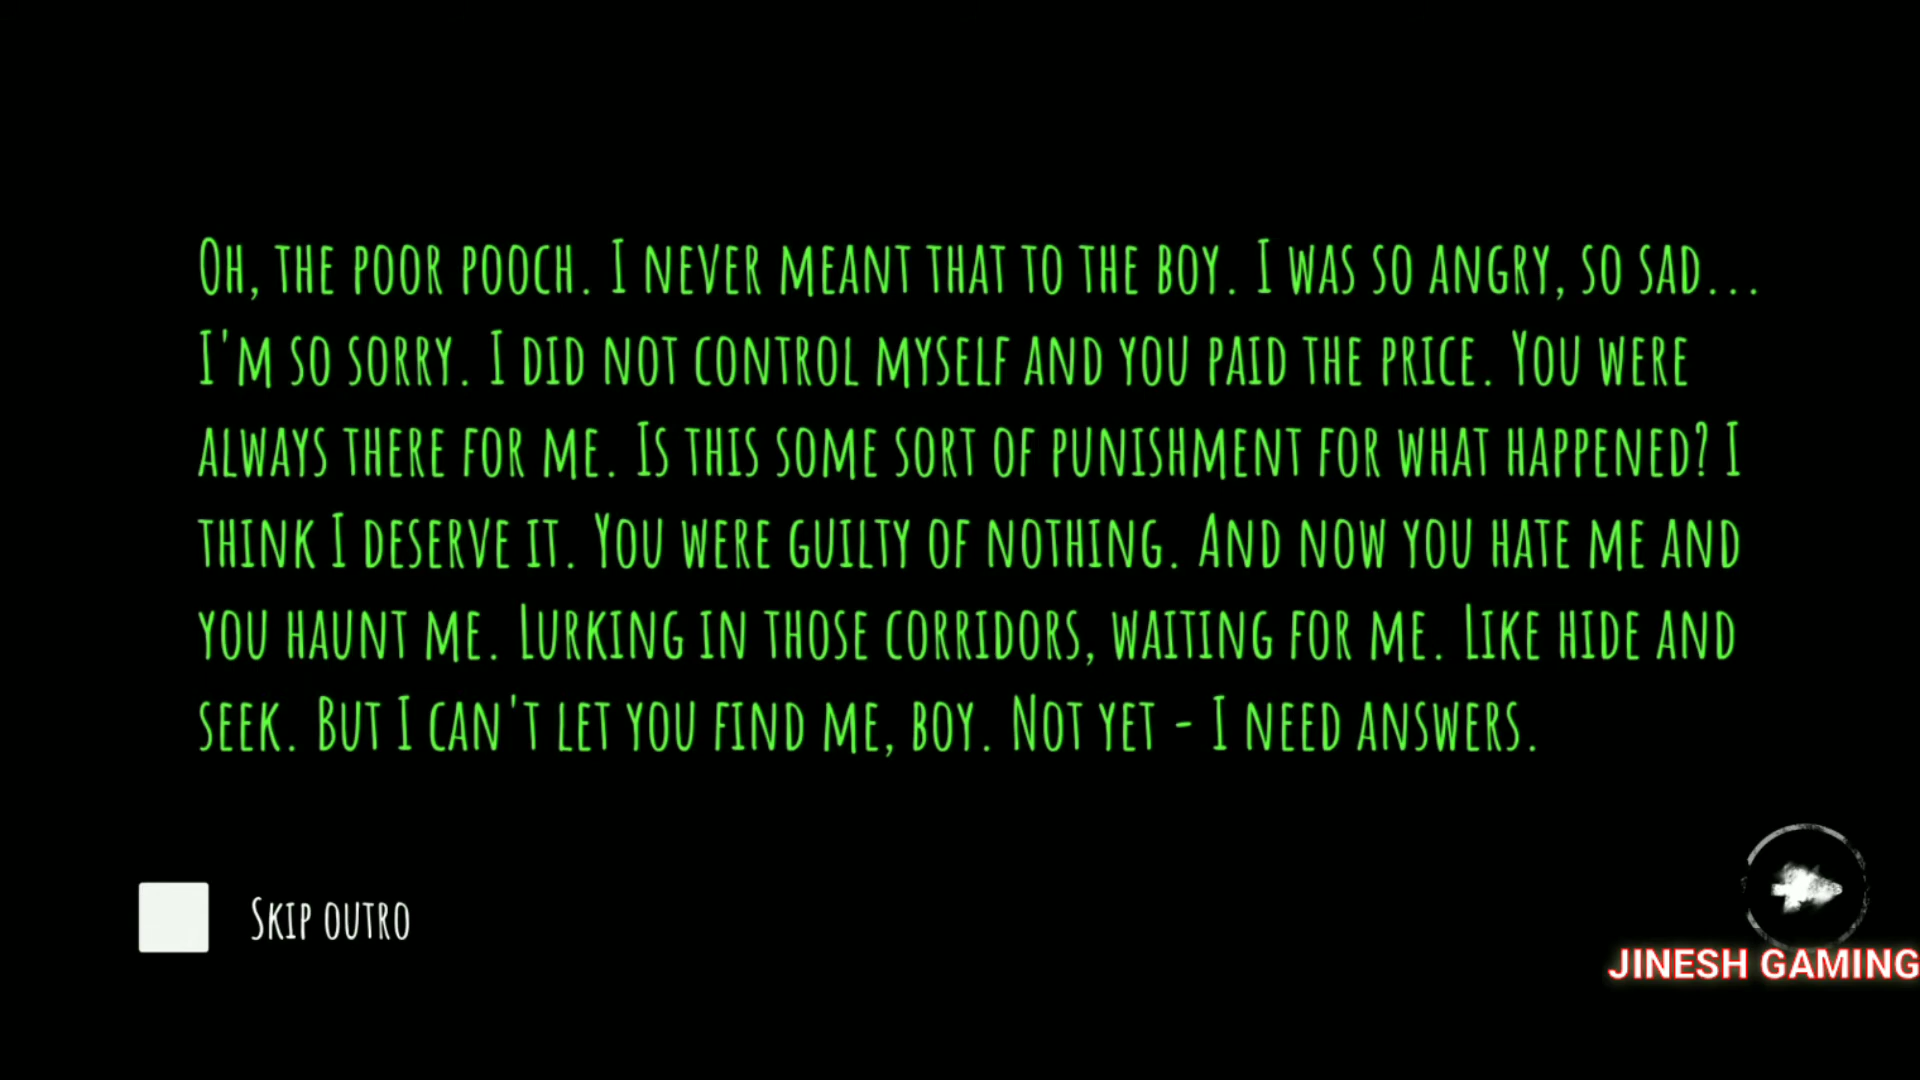 Oh, the poor pooch. I never meant that to the boy. I was so angry, so sad...
I'm so sorry. I did not control myself and you paid the price. You were
always there for me. Is this some sort of punishment for what happened? I
think I deserve it. You were guilty of nothing. And now you hate me and
you haunt me. Lurking in those corridors, waiting for me. Like hide and
seek. But I can't let you find me, boy. Not yet - I need answers.
Skip outro
JINESH GAMING